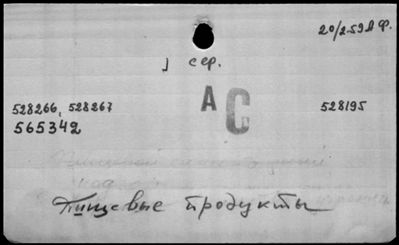 20/2-59 А ф.
1 сер.
АС
528266, 528267
528195
565342
Пищевые продукты